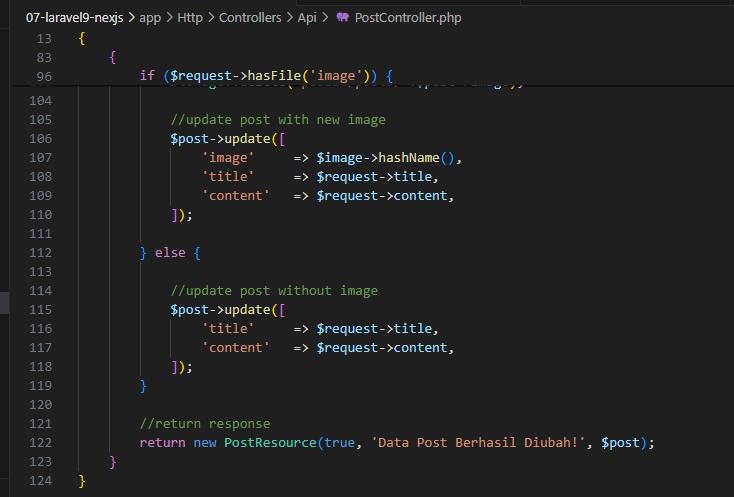 07-laravel9-nexjs > app > Http > Controllers > Api > PostController.php
13 {
83 {
96 if ($request->hasFile('image')) {
104
105 //update post with new image
106 $post->update([
107 'image' => $image->hashName(),
108 'title' => $request->title,
109 'content' => $request->content,
110 ]);
111
112 } else {
113
114 //update post without image
115 $post->update([
116 'title' => $request->title,
117 'content' => $request->content,
118 ]);
119 }
120
121 //return response
122 return new PostResource(true, 'Data Post Berhasil Diubah!', $post);
123 }
124 }